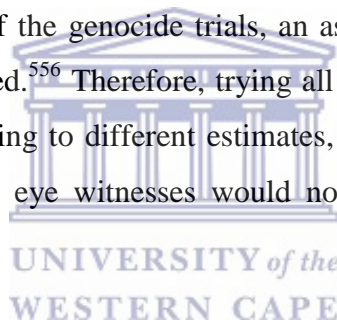 f the genocide trials, an as
ed.556 Therefore, trying all
ing to different estimates,
eye witnesses would no
UNIVERSITY of the
WESTERN CAPE